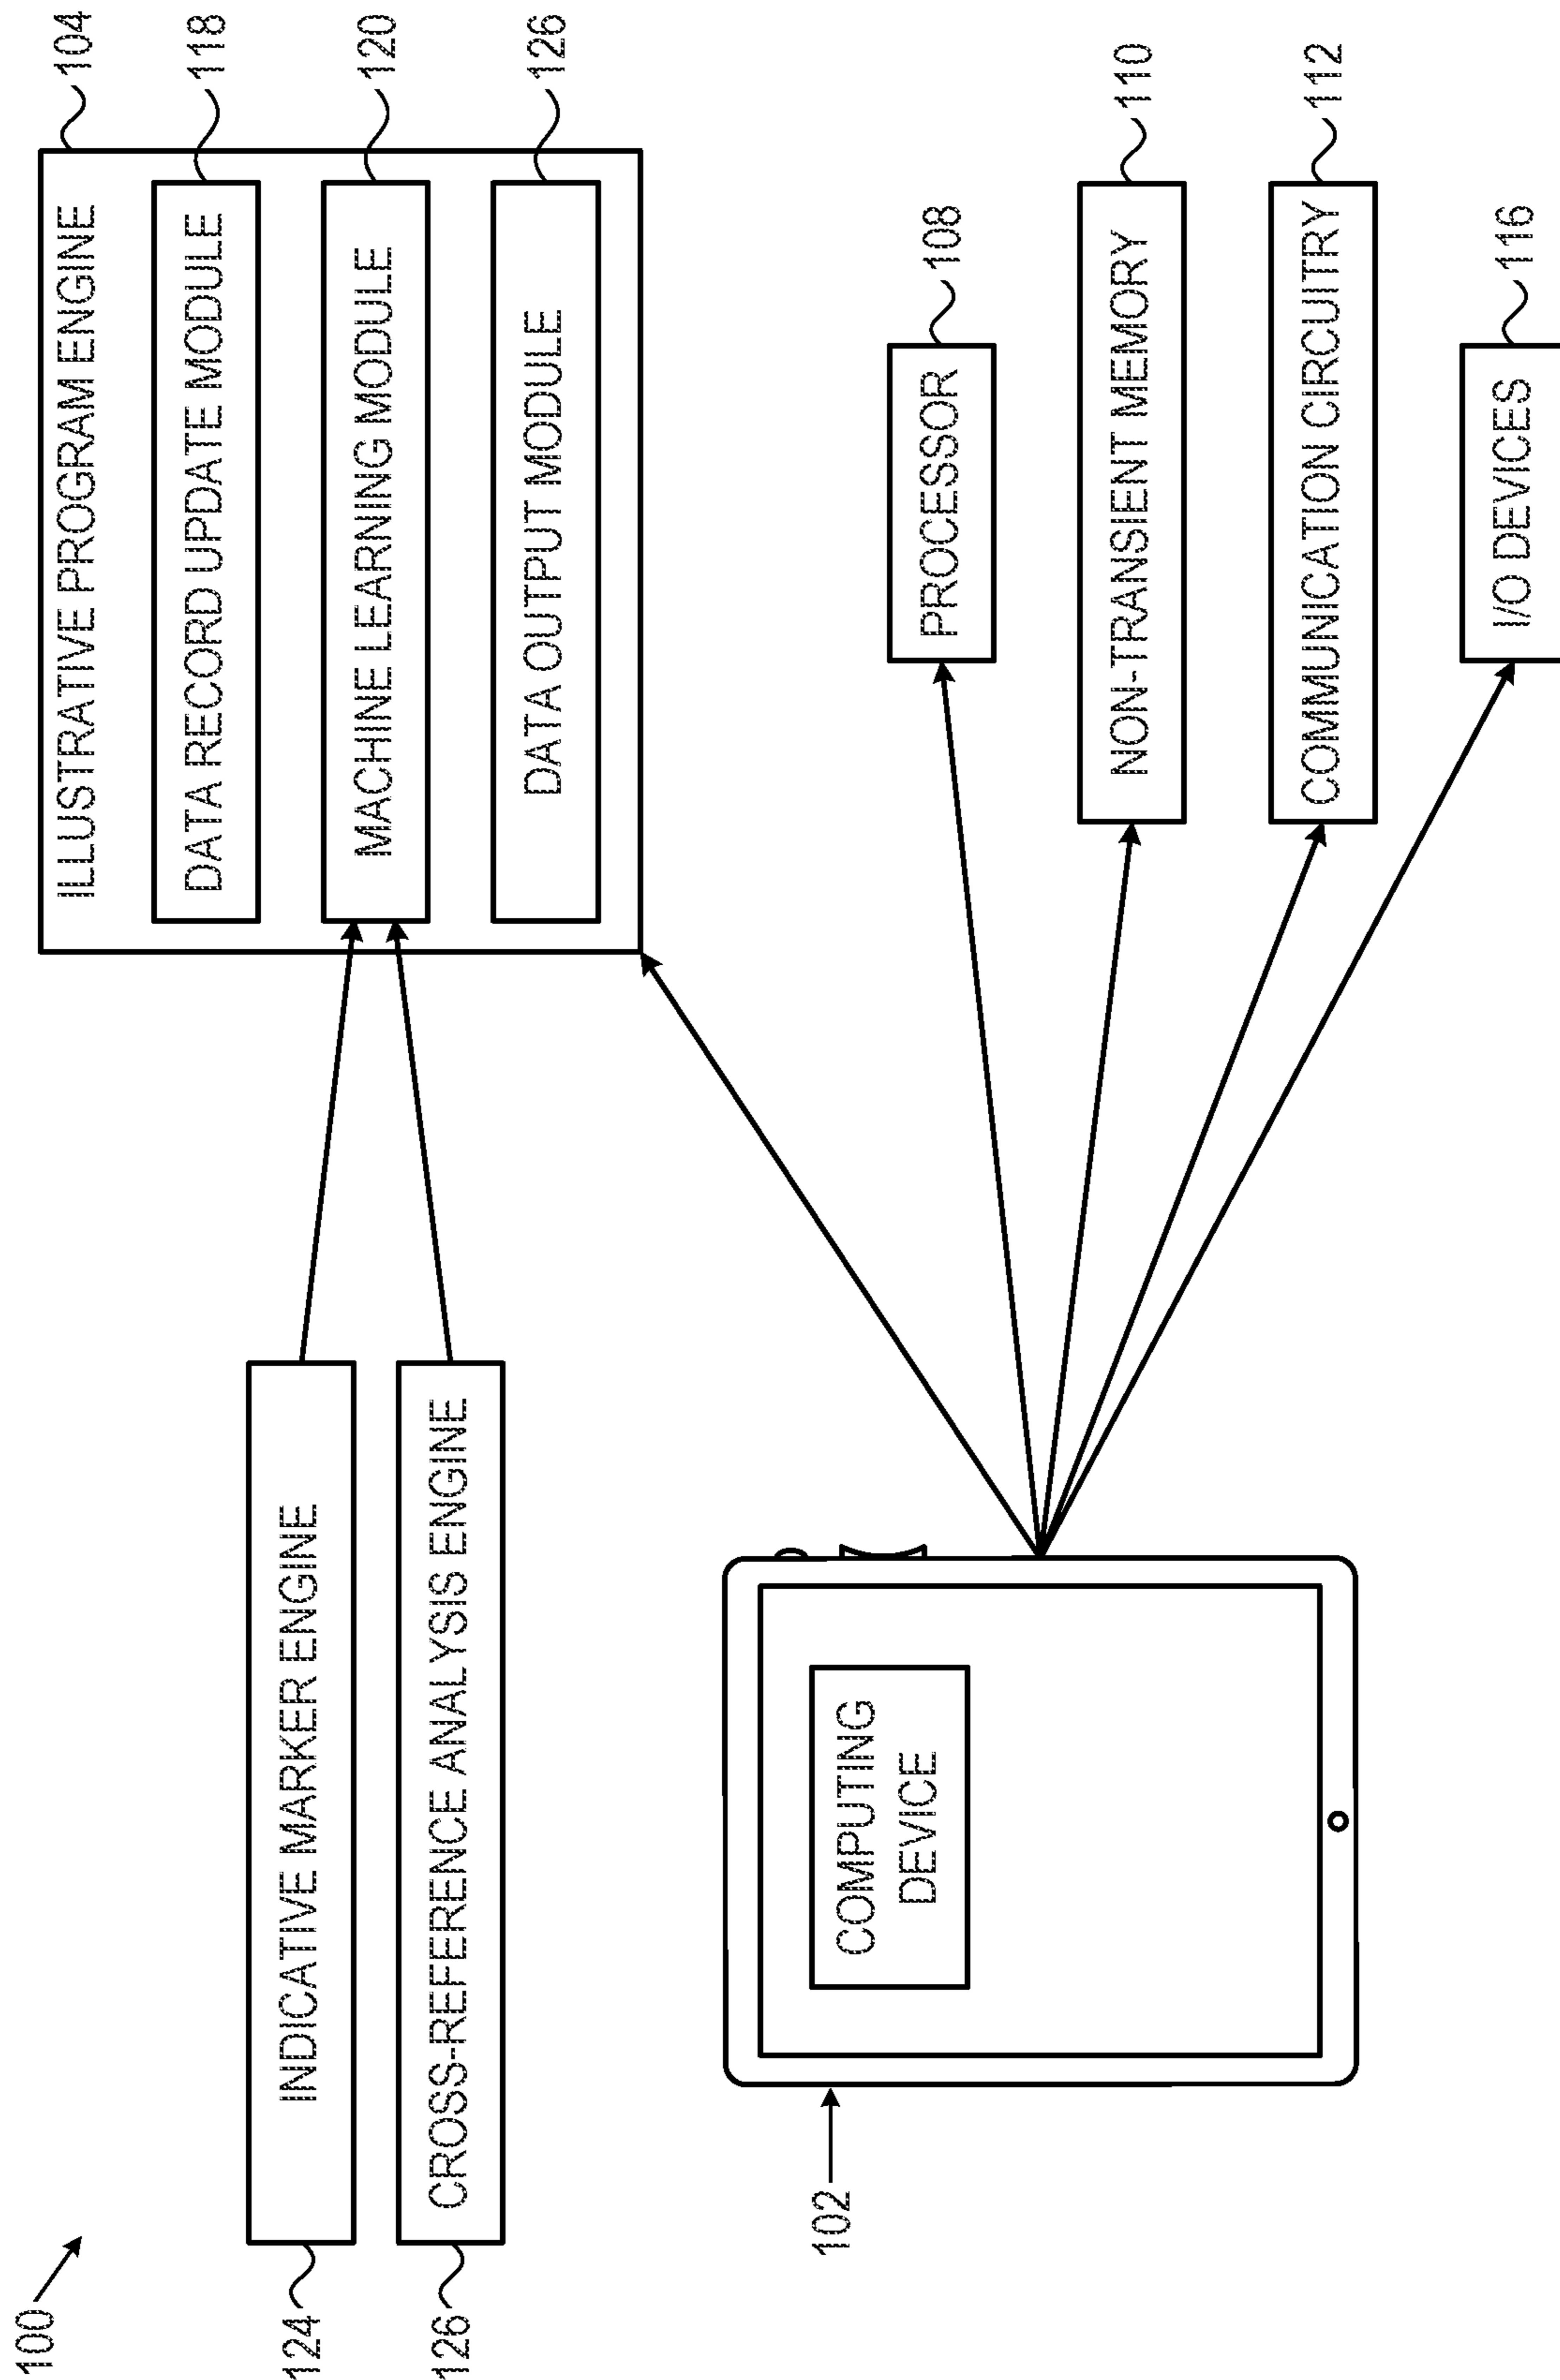 100
ILLUSTRATIVE PROGRAM ENGINE
104
DATA RECORD UPDATE MODULE
118
124
INDICATIVE MARKER ENGINE
MACHINE LEARNING MODULE
120
126
CROSS-REFERENCE ANALYSIS ENGINE
DATA OUTPUT MODULE
126
102
COMPUTING
DEVICE
PROCESSOR
108
NON-TRANSIENT MEMORY
110
COMMUNICATION CIRCUITRY
112
I/O DEVICES
116